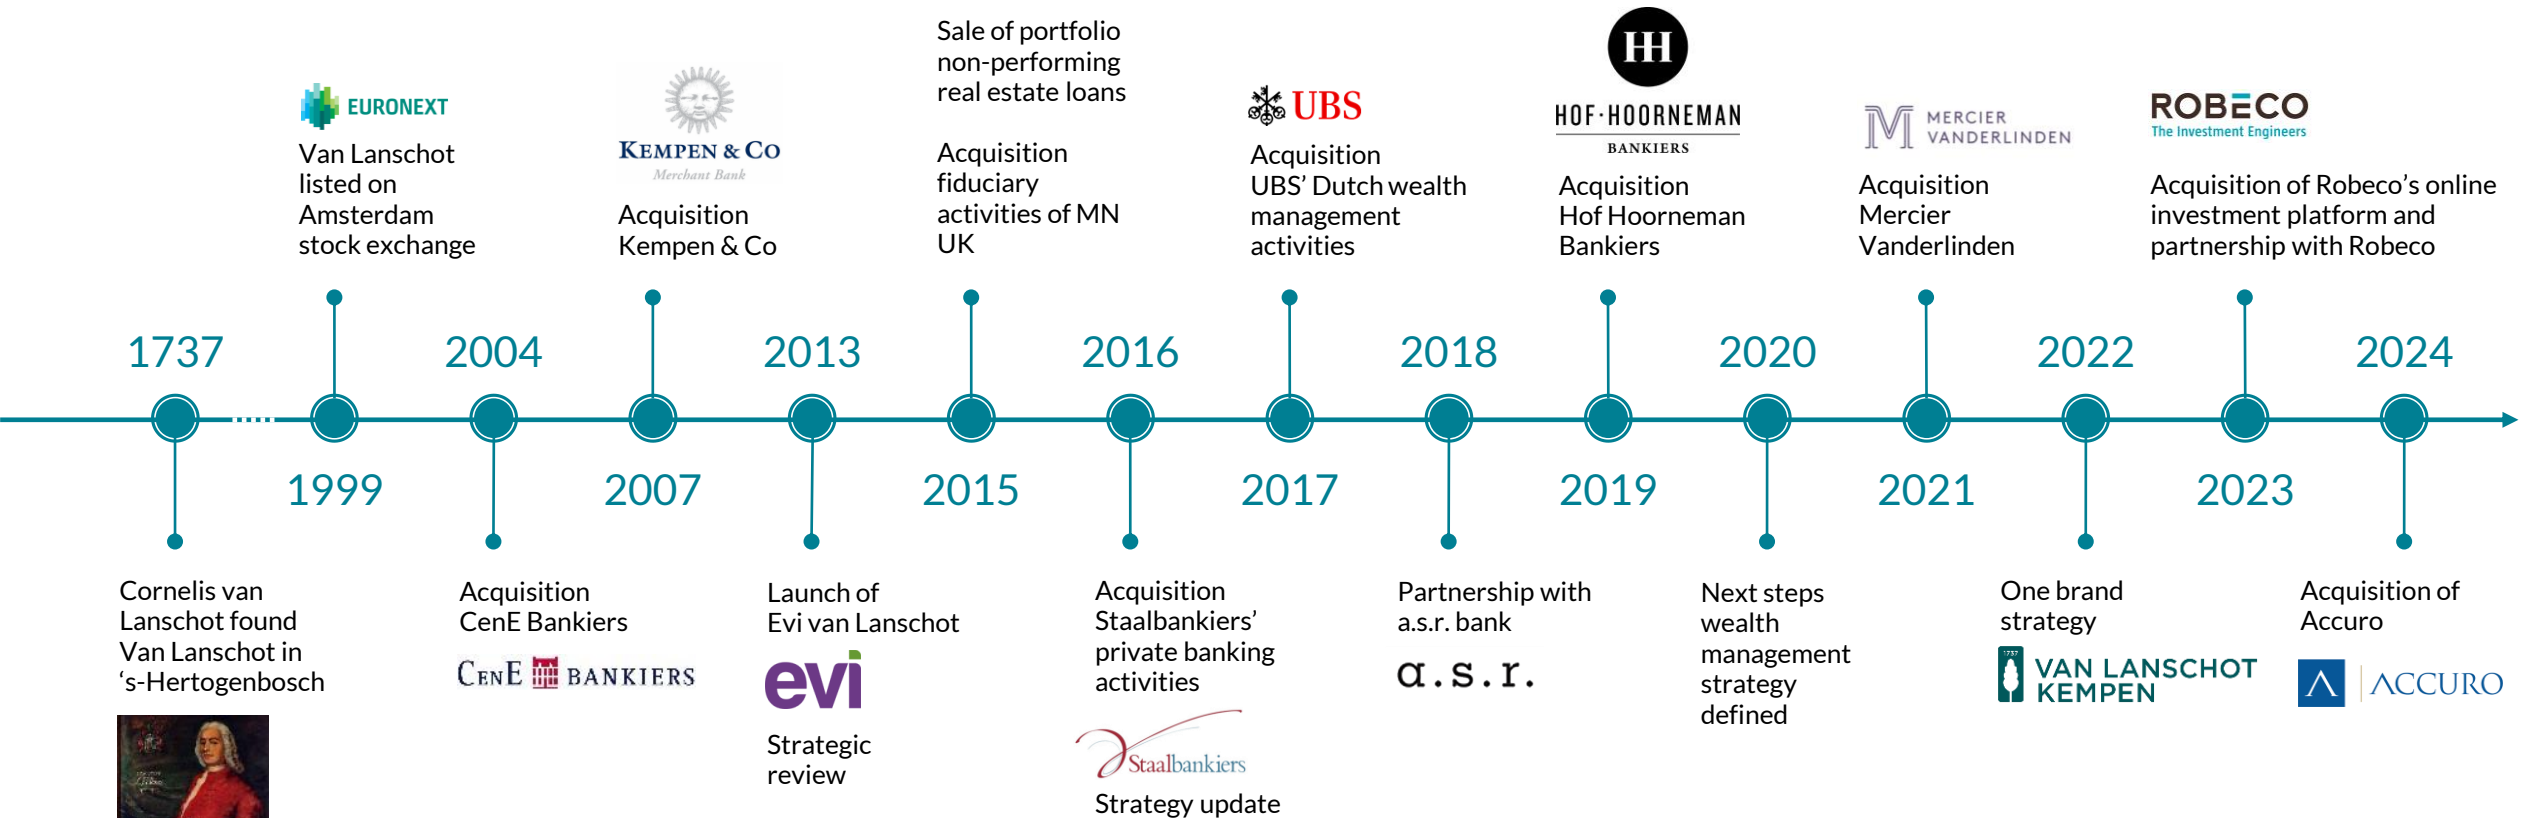 Sale of portfolio
non-performing
real estate loans
Acquisition
fiduciary
activities of MN
UK
EURONEXT
Van Lanschot
listed on
Amsterdam
stock exchange
KEMPEN & CO
Merchant Bank
Acquisition
Kempen & Co
UBS
Acquisition
UBS’ Dutch wealth
management
activities
HH
HOF·HOORNEMAN
BANKIERS
Acquisition
Hof Hoorneman
Bankiers
M
MERCIER
VANDERLINDEN
Acquisition
Mercier
Vanderlinden
ROBECO
The Investment Engineers
Acquisition of Robeco’s online
investment platform and
partnership with Robeco
1737
2004
2013
2016
2018
2020
2022
2024
1999
2007
2015
2017
2019
2021
2023
Cornelis van
Lanschot found
Van Lanschot in
‘s-Hertogenbosch
Acquisition
CenE Bankiers
CENE BANKIERS
Launch of
Evi van Lanschot
evi
Strategic
review
Acquisition
Staalbankiers’
private banking
activities
Staalbankiers
Strategy update
Partnership with
a.s.r. bank
a.s.r.
Next steps
wealth
management
strategy
defined
One brand
strategy
1737
VAN LANSCHOT
KEMPEN
Acquisition of
Accuro
ACCURO